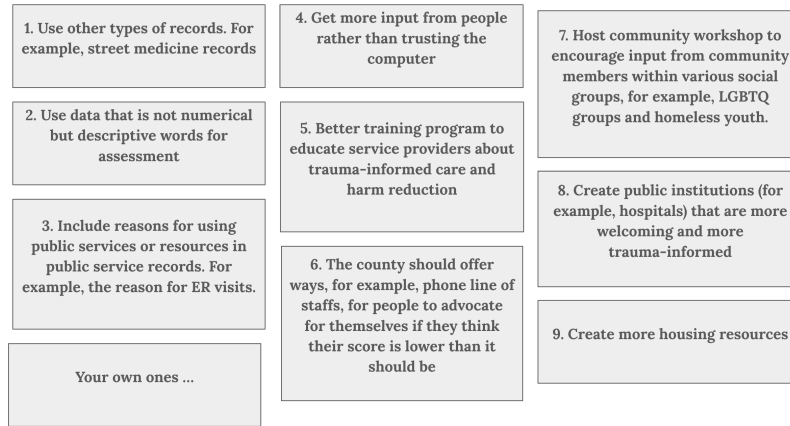 1. Use other types of records. For
example, street medicine records
2. Use data that is not numerical
but descriptive words for
assessment
3. Include reasons for using
public services or resources in
public service records. For
example, the reason for ER visits.
Your own ones ...
4. Get more input from people
rather than trusting the
computer
5. Better training program to
educate service providers about
trauma-informed care and
harm reduction
6. The county should offer
ways, for example, phone line of
staffs, for people to advocate
for themselves if they think
their score is lower than it
should be
7. Host community workshop to
encourage input from community
members within various social
groups, for example, LGBTQ
groups and homeless youth.
8. Create public institutions (for
example, hospitals) that are more
welcoming and more
trauma-informed
9. Create more housing resources